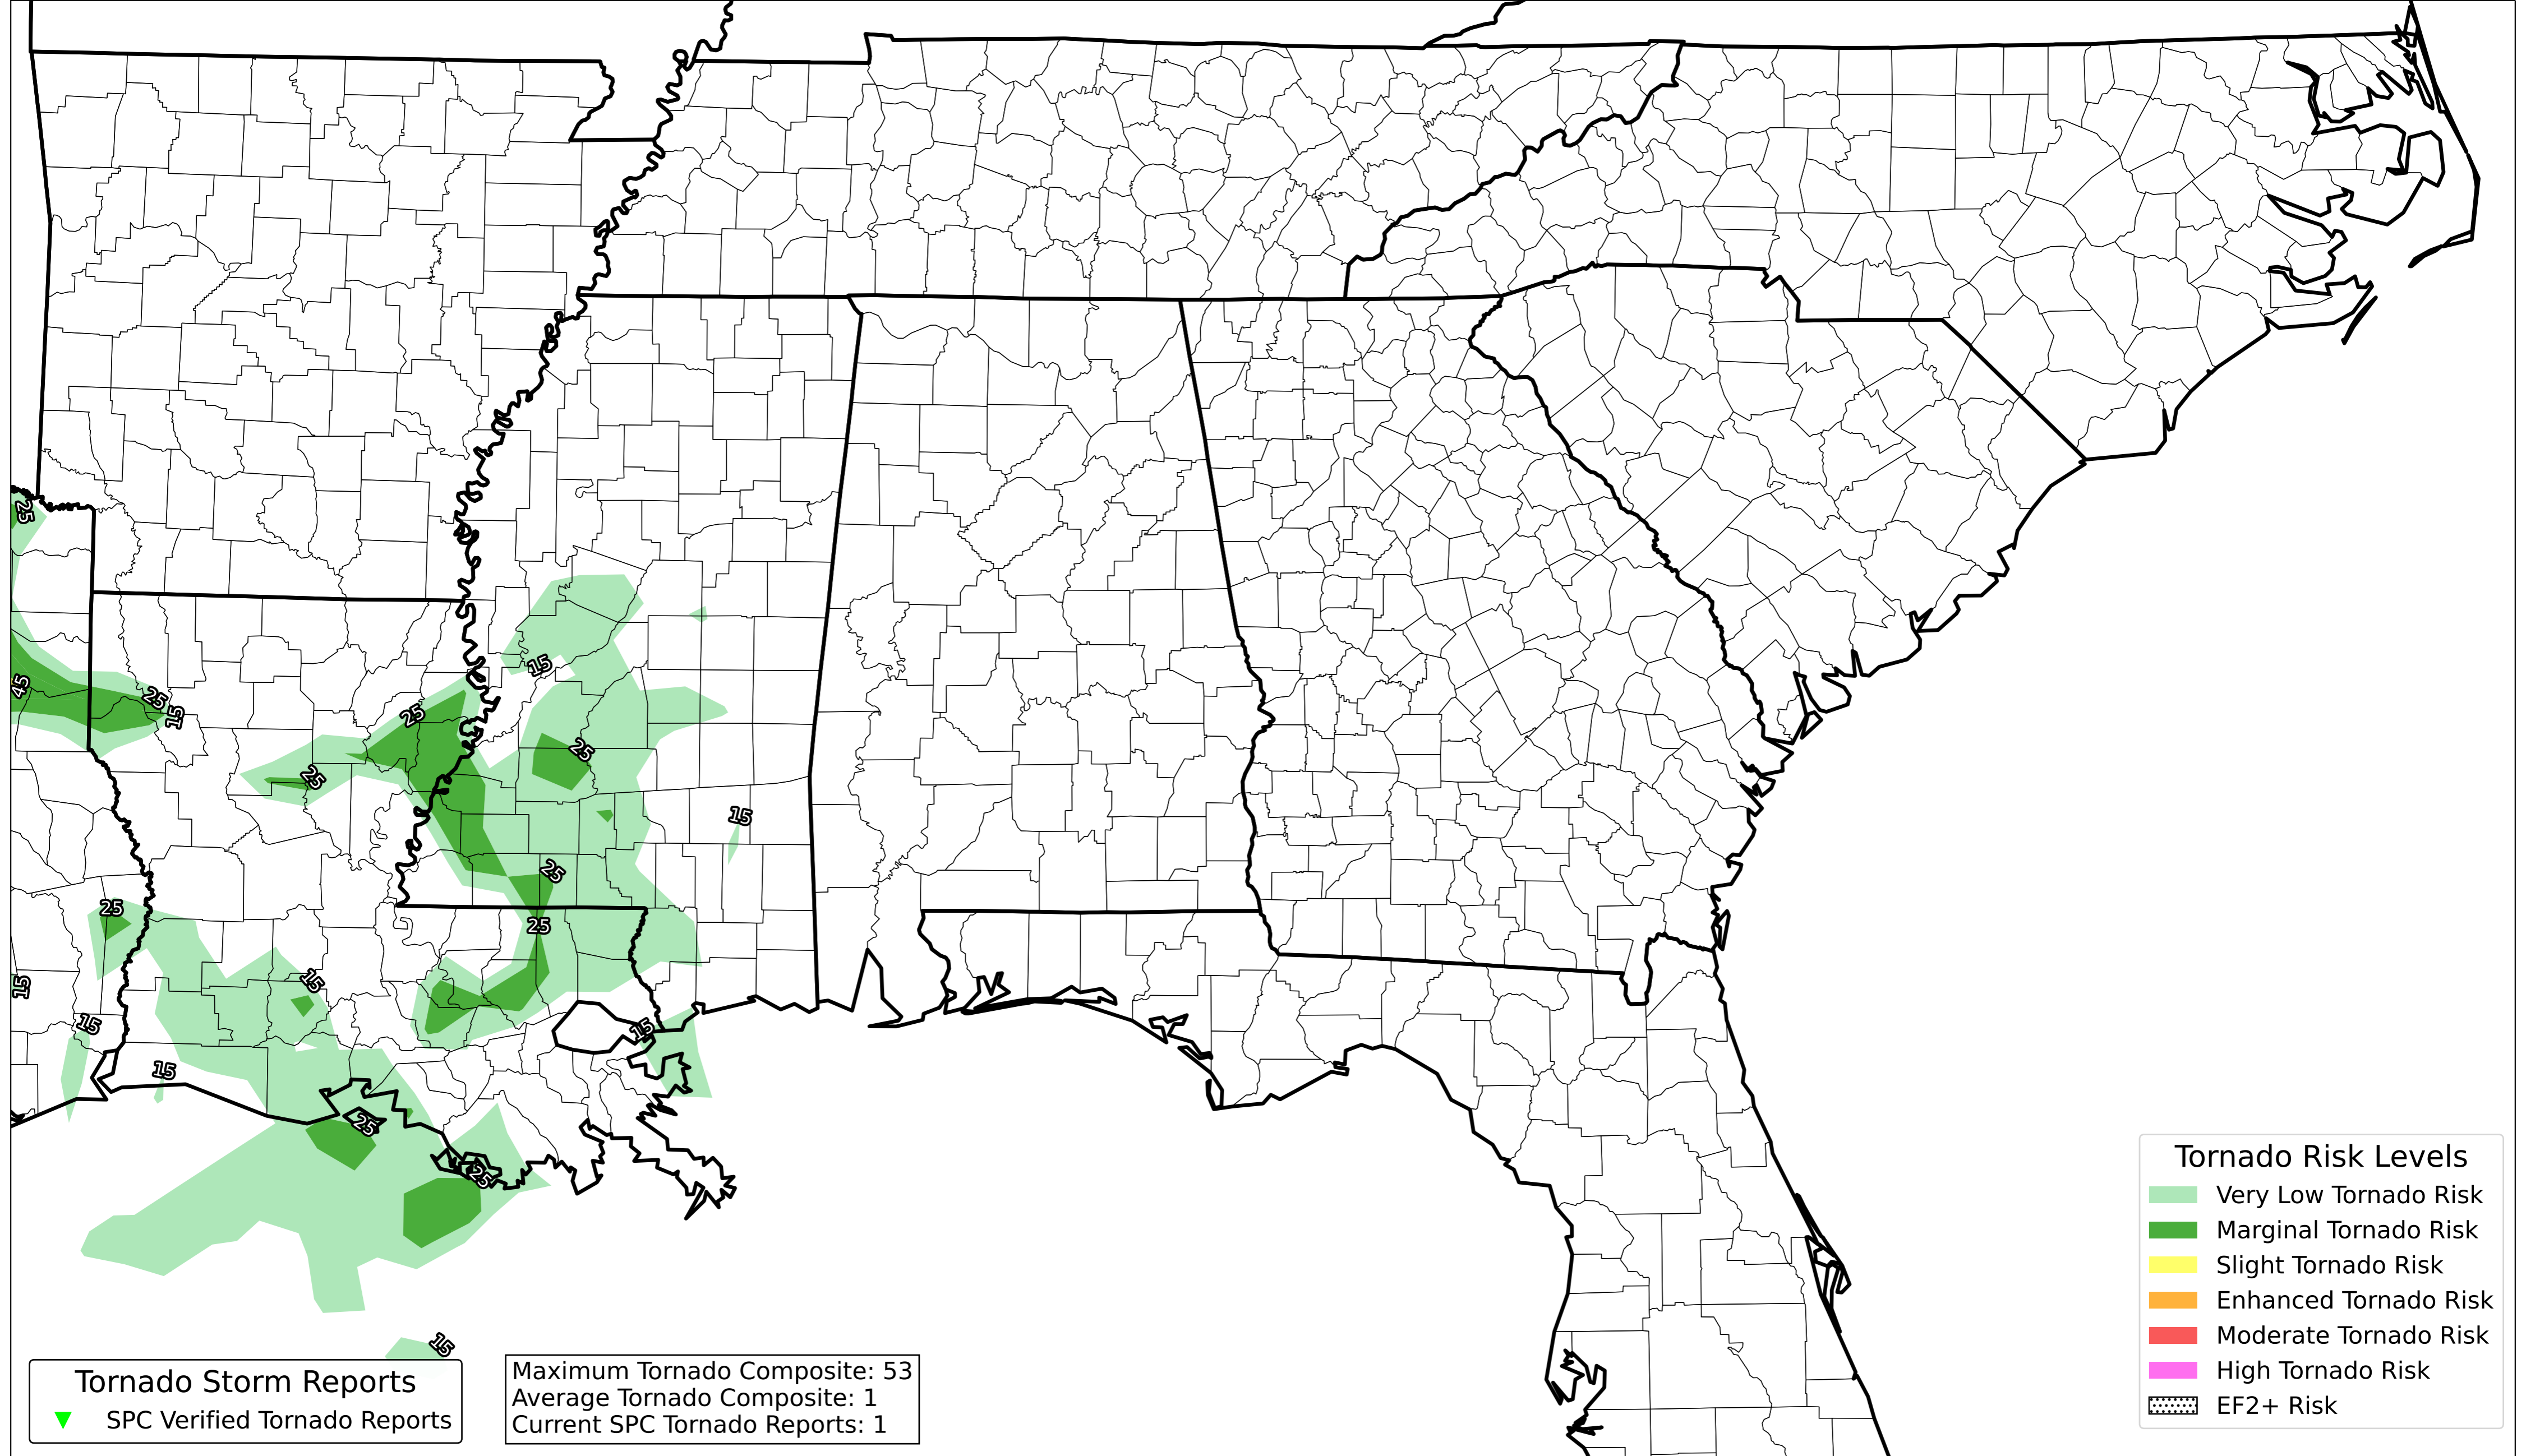 25
15
45
25
15
25
25
25
15
25
15
25
25
25
15
15
15
15
15
25
25
15
Tornado Risk Levels
Very Low Tornado Risk
Marginal Tornado Risk
Slight Tornado Risk
Enhanced Tornado Risk
Moderate Tornado Risk
High Tornado Risk
EF2+ Risk
Tornado Storm Reports
SPC Verified Tornado Reports
Maximum Tornado Composite: 53
Average Tornado Composite: 1
Current SPC Tornado Reports: 1